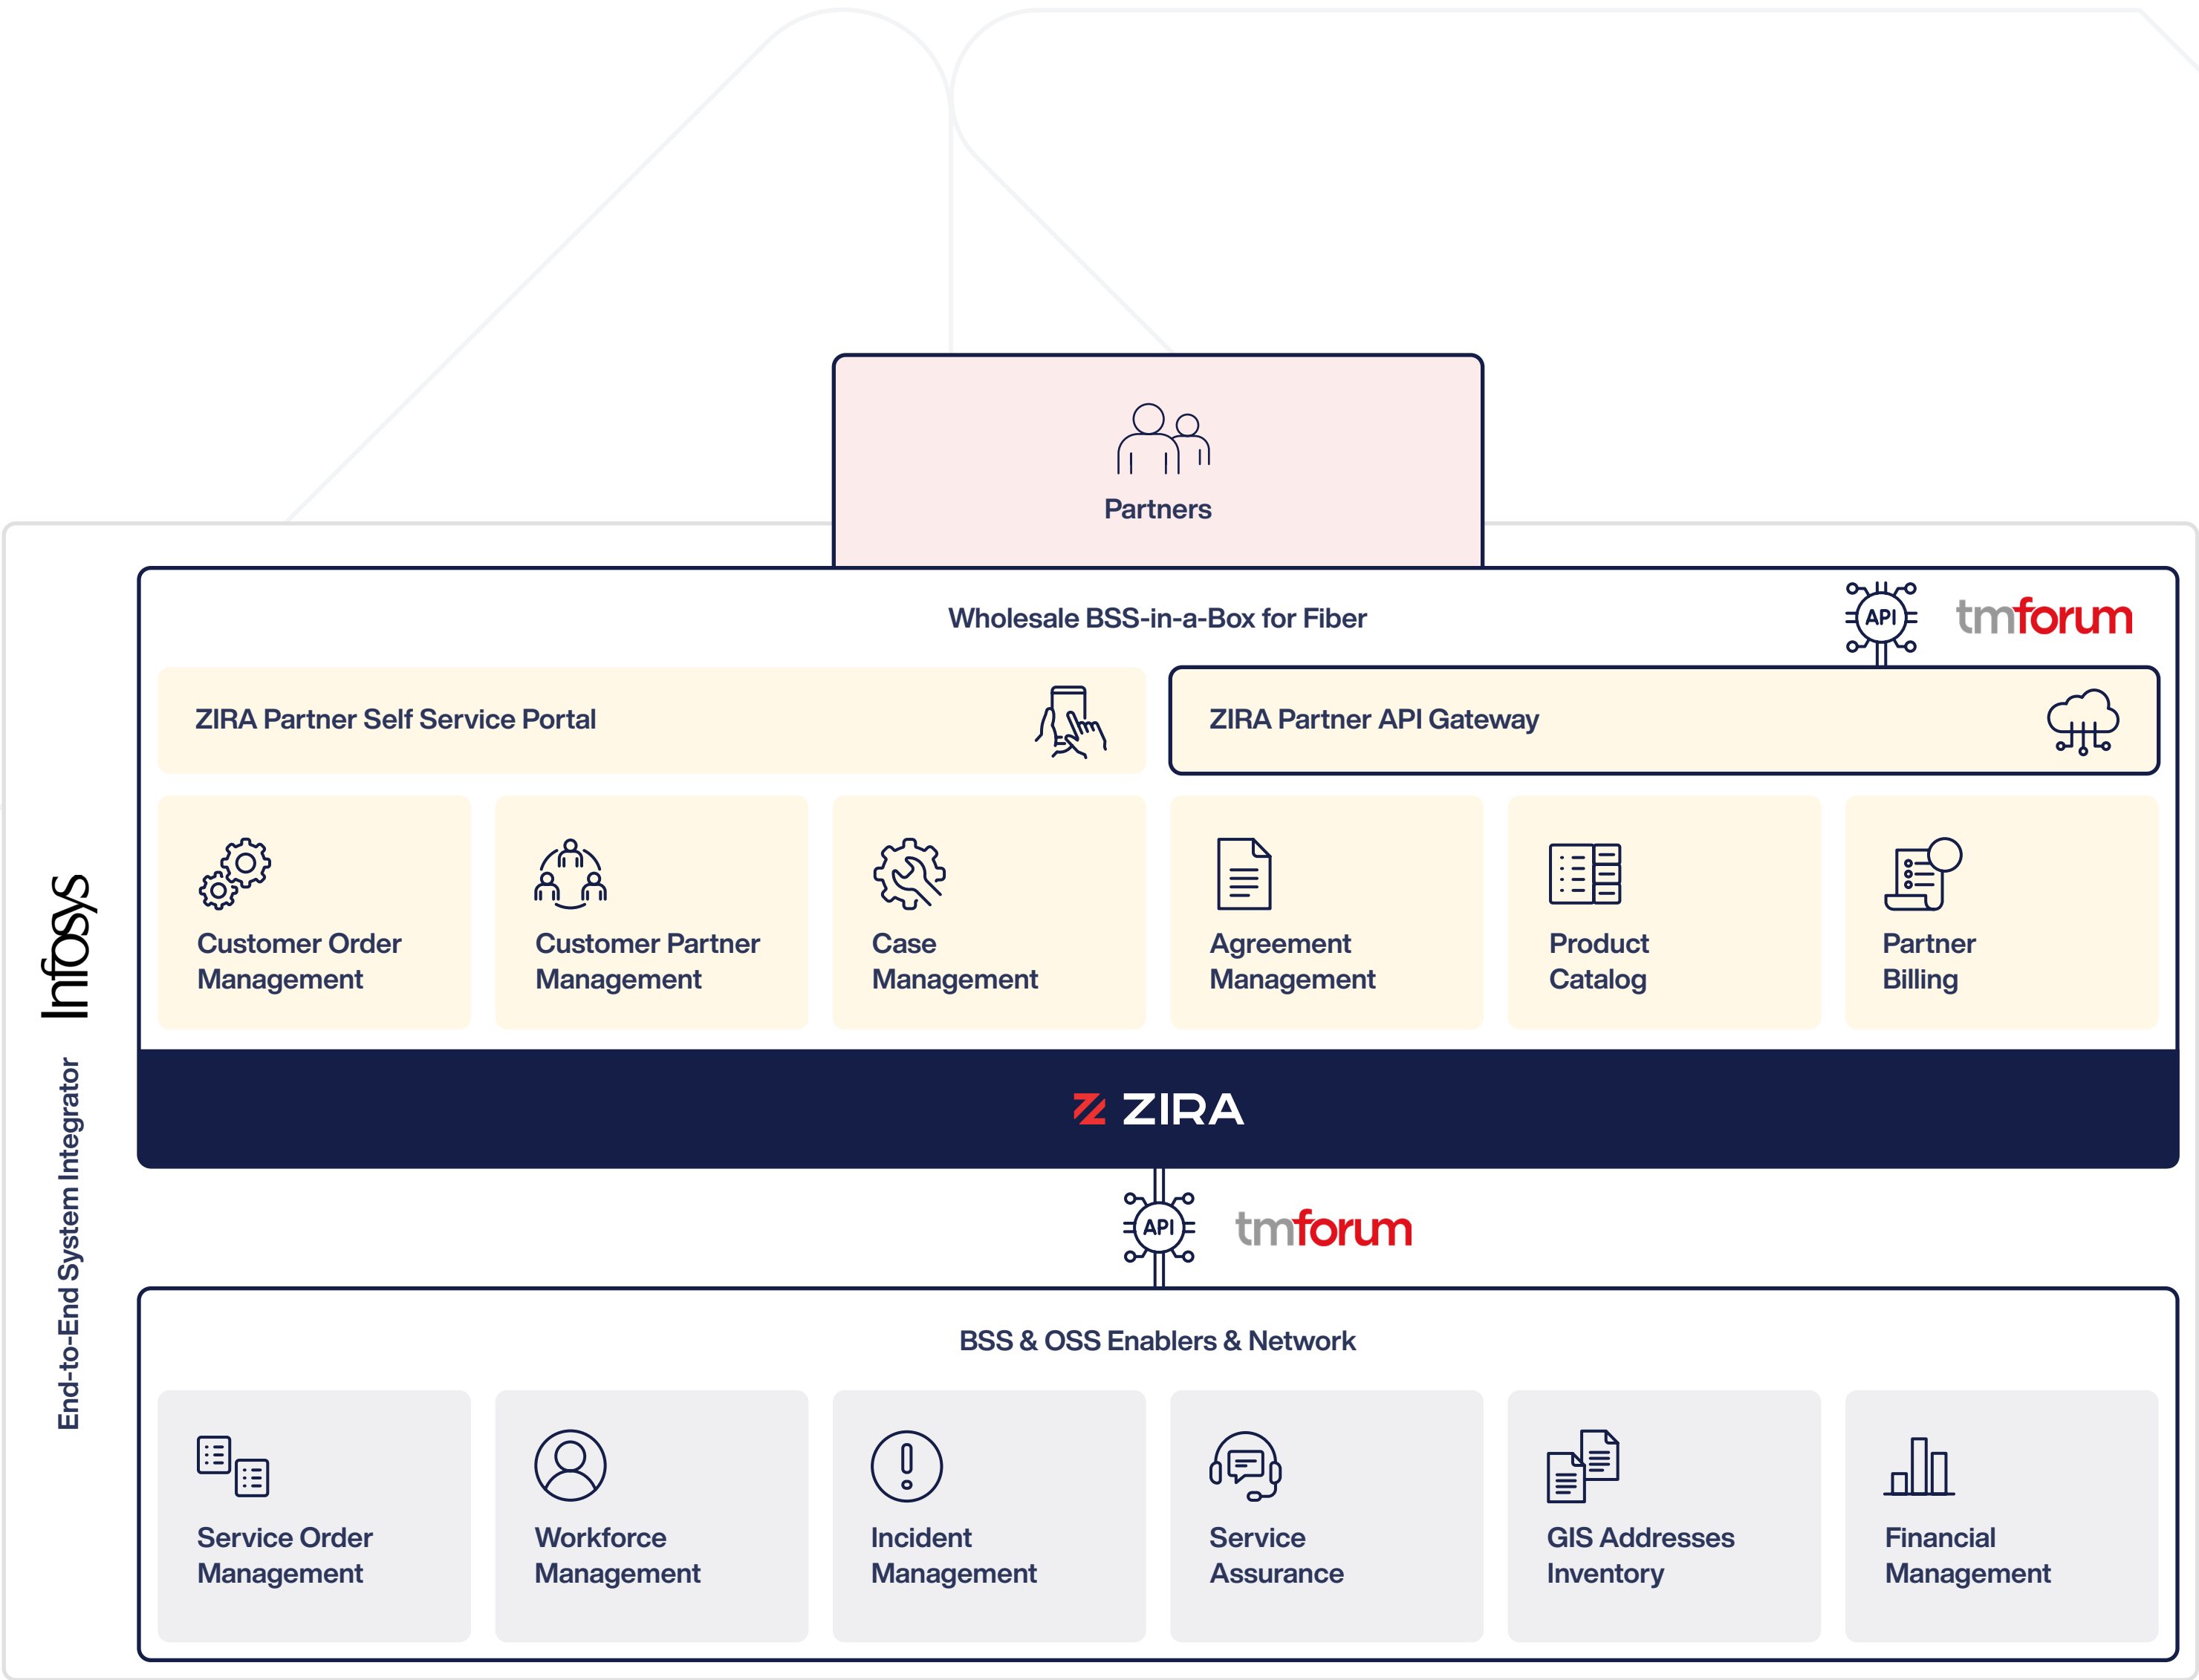 Partners
Wholesale BSS-in-a-Box for Fiber
API
tmforum
ZIRA Partner Self Service Portal
ZIRA Partner API Gateway
Customer Order
Management
Customer Partner
Management
Case
Management
Agreement
Management
Product
Catalog
Partner
Billing
ZIRA
API
tmforum
BSS & OSS Enablers & Network
Service Order
Management
Workforce
Management
Incident
Management
Service
Assurance
GIS Addresses
Inventory
Financial
Management
End-to-End System Integrator
Infosys